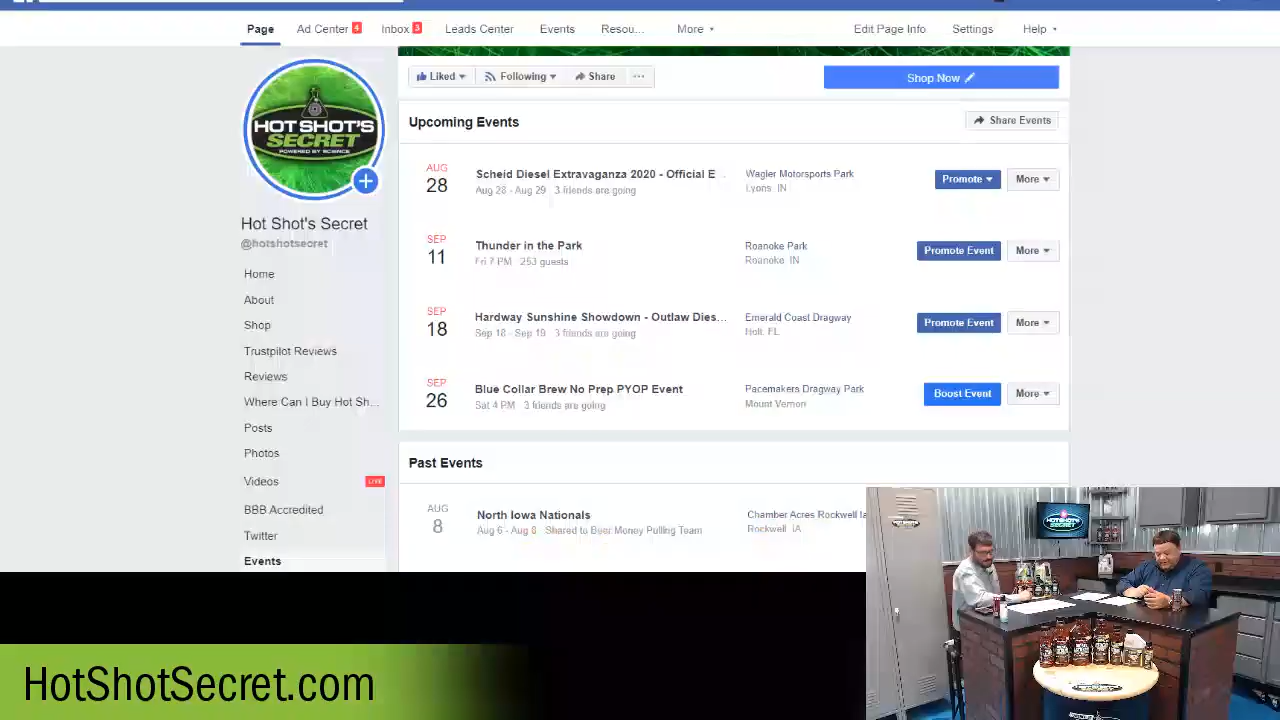 Page
Ad Center 4
Inbox 3
Leads Center
Events
Resou...
More
Edit Page Info
Settings
Help
Liked
Following
Share
...
Shop Now
HOT SHOT'S
SECRET
POWERED BY SCIENCE
Hot Shot's Secret
@hotshotsecret
Home
About
Shop
Trustpilot Reviews
Reviews
Where Can I Buy Hot Sh...
Posts
Photos
Videos LIVE
BBB Accredited
Twitter
Events
Upcoming Events
Share Events
AUG
28
Scheid Diesel Extravaganza 2020 - Official E
Aug 28 - Aug 29 · 3 friends are going
Wagler Motorsports Park
Lyons, IN
Promote
More
SEP
11
Thunder in the Park
Fri 7 PM · 253 guests
Roanoke Park
Roanoke, IN
Promote Event
More
SEP
18
Hardway Sunshine Showdown - Outlaw Dies...
Sep 18 - Sep 19 · 3 friends are going
Emerald Coast Dragway
Holt, FL
Promote Event
More
SEP
26
Blue Collar Brew No Prep PYOP Event
Sat 4 PM · 3 friends are going
Pacemakers Dragway Park
Mount Vernon
Boost Event
More
Past Events
AUG
8
North Iowa Nationals
Aug 6 - Aug 8 · Shared to Beer Money Pulling Team
Chamber Acres Rockwell Ia
Rockwell, IA
HOT SHOT'S
SECRET
HotShotSecret.com